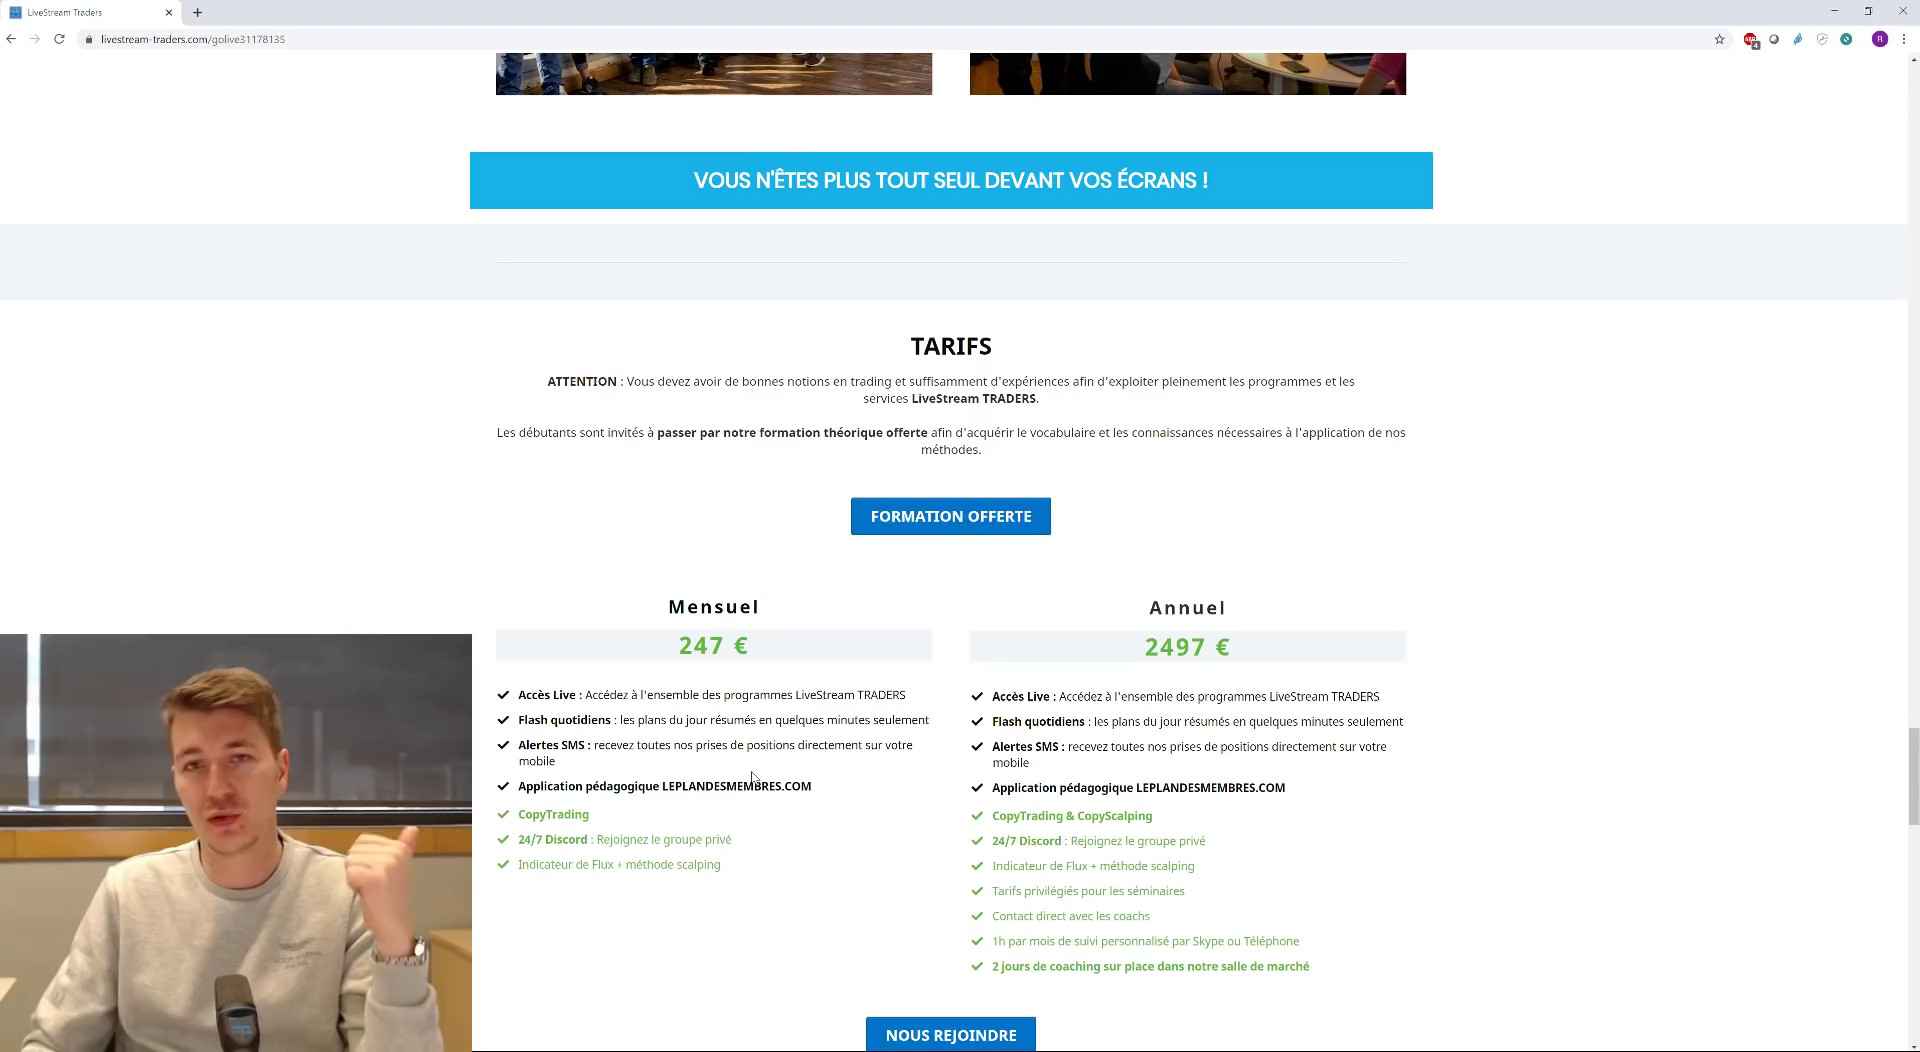 LiveStream Traders
livestream-traders.com/golive31178135
VOUS N'ÊTES PLUS TOUT SEUL DEVANT VOS ÉCRANS !
TARIFS
ATTENTION : Vous devez avoir de bonnes notions en trading et suffisamment d'expériences afin d'exploiter pleinement les programmes et les
services LiveStream TRADERS.
Les débutants sont invités à passer par notre formation théorique offerte afin d'acquérir le vocabulaire et les connaissances nécessaires à l'application de nos
méthodes.
FORMATION OFFERTE
Mensuel
247 €
Accès Live : Accédez à l'ensemble des programmes LiveStream TRADERS
Flash quotidiens : les plans du jour résumés en quelques minutes seulement
Alertes SMS : recevez toutes nos prises de positions directement sur votre
mobile
Application pédagogique LEPLANDESMEMBRES.COM
CopyTrading
24/7 Discord : Rejoignez le groupe privé
Indicateur de Flux + méthode scalping
Annuel
2497 €
Accès Live : Accédez à l'ensemble des programmes LiveStream TRADERS
Flash quotidiens : les plans du jour résumés en quelques minutes seulement
Alertes SMS : recevez toutes nos prises de positions directement sur votre
mobile
Application pédagogique LEPLANDESMEMBRES.COM
CopyTrading & CopyScalping
24/7 Discord : Rejoignez le groupe privé
Indicateur de Flux + méthode scalping
Tarifs privilégiés pour les séminaires
Contact direct avec les coachs
1h par mois de suivi personnalisé par Skype ou Téléphone
2 jours de coaching sur place dans notre salle de marché
NOUS REJOINDRE